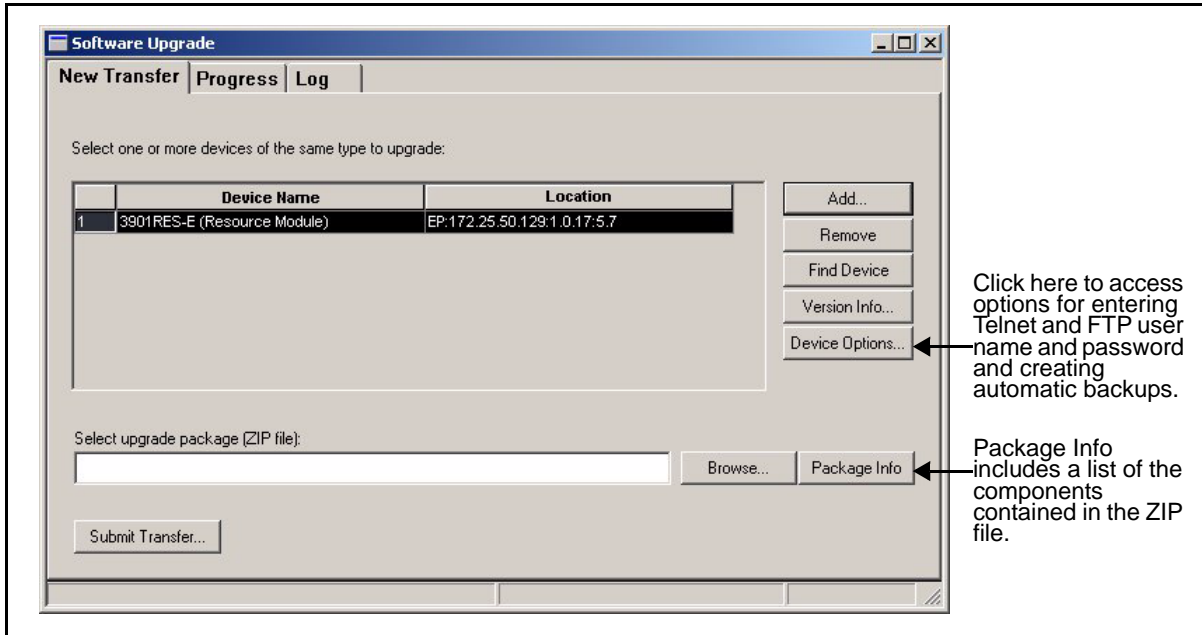 Software Upgrade
New Transfer Progress Log
Select one or more devices of the same type to upgrade:
Device Name Location
1 3901RES-E (Resource Module) EP:172.25.50.129:1.0.17:5.7
Add...
Remove
Find Device
Version Info...
Device Options...
Click here to access
options for entering
Telnet and FTP user
name and password
and creating
automatic backups.
Select upgrade package (ZIP file):
Browse... Package Info
Package Info
includes a list of the
components
contained in the ZIP
file.
Submit Transfer...